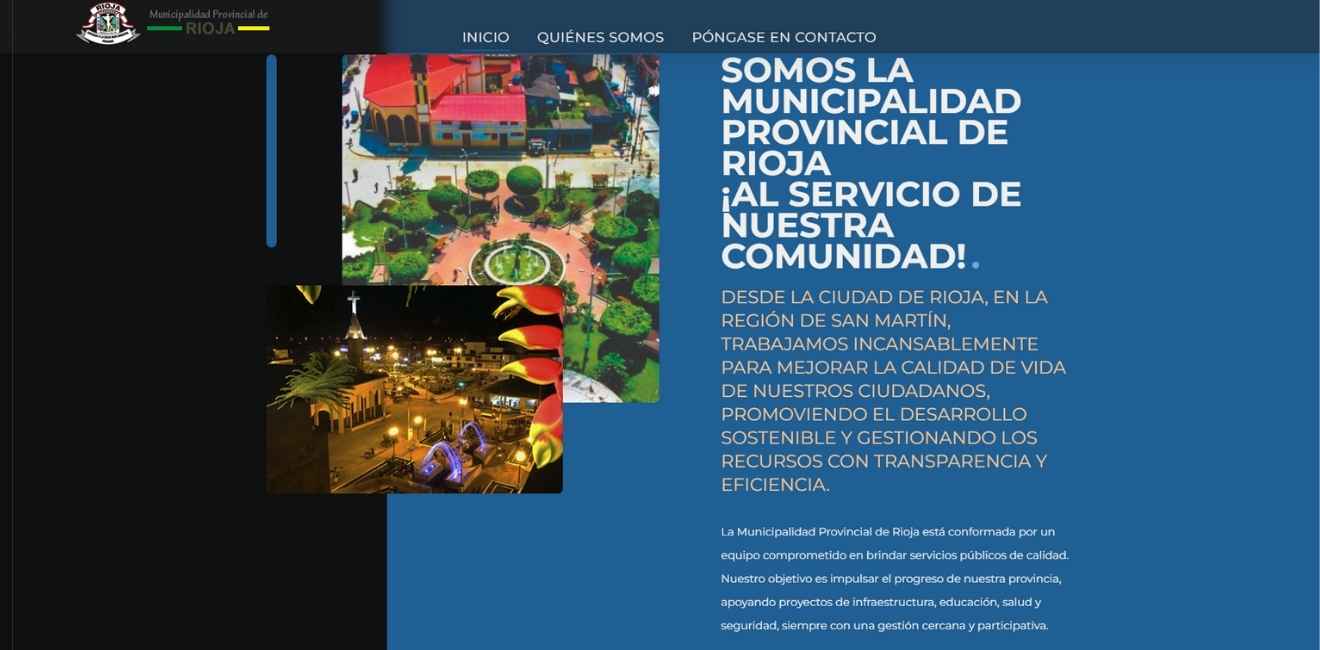 RIOJA
Municipalidad Provincial de
RIOJA
INICIO
QUIÉNES SOMOS
PÓNGASE EN CONTACTO
SOMOS LA
MUNICIPALIDAD
PROVINCIAL DE
RIOJA
¡AL SERVICIO DE
NUESTRA
COMUNIDAD! .
DESDE LA CIUDAD DE RIOJA, EN LA
REGIÓN DE SAN MARTÍN,
TRABAJAMOS INCANSABLEMENTE
PARA MEJORAR LA CALIDAD DE VIDA
DE NUESTROS CIUDADANOS,
PROMOVIENDO EL DESARROLLO
SOSTENIBLE Y GESTIONANDO LOS
RECURSOS CON TRANSPARENCIA Y
EFICIENCIA.
La Municipalidad Provincial de Rioja está conformada por un
equipo comprometido en brindar servicios públicos de calidad.
Nuestro objetivo es impulsar el progreso de nuestra provincia,
apoyando proyectos de infraestructura, educación, salud y
seguridad, siempre con una gestión cercana y participativa.